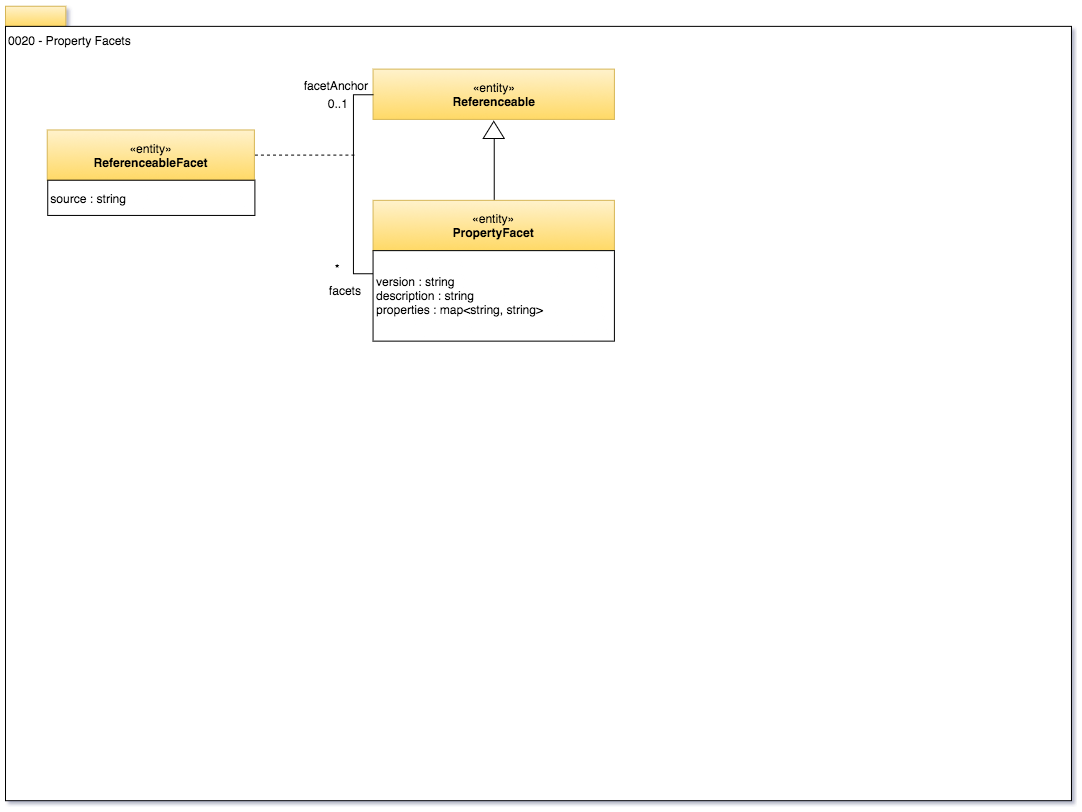 0020 - Property Facets
facetAnchor
0..1
«entity»
Referenceable
«entity»
ReferenceableFacet
source : string
«entity»
PropertyFacet
*
facets
version : string
description : string
properties : map<string, string>